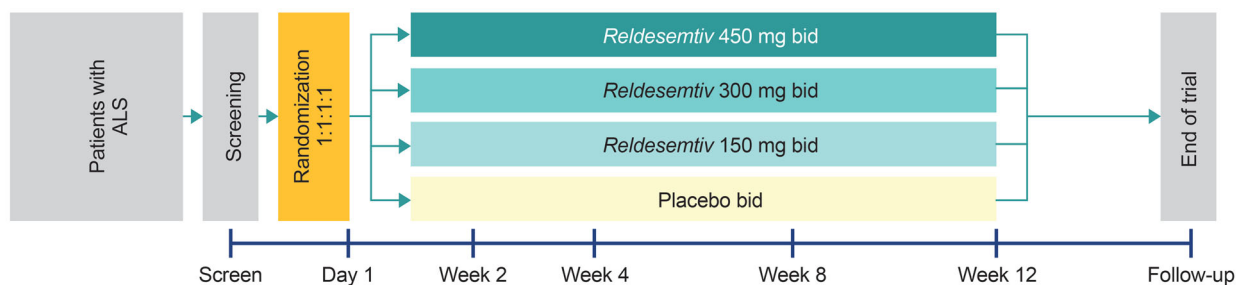 Patients with
ALS
Screening
Randomization
1:1:1:1
Reldesemtiv 450 mg bid
Reldesemtiv 300 mg bid
Reldesemtiv 150 mg bid
Placebo bid
End of trial
Screen
Day 1
Week 2
Week 4
Week 8
Week 12
Follow-up